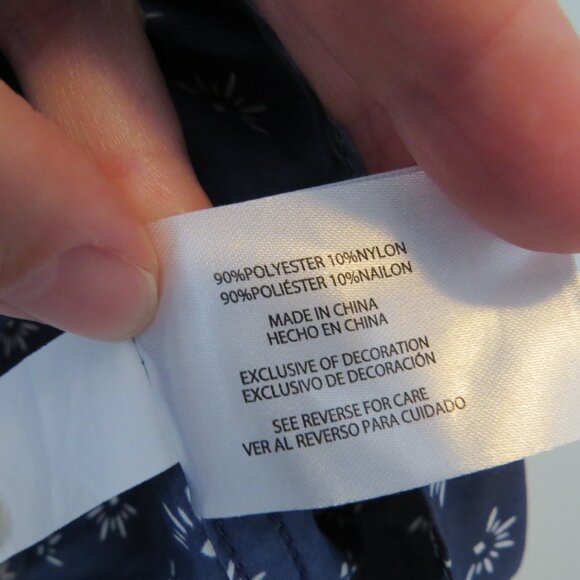 90%POLYESTER 10%NYLON
90%POLIÉSTER 10%NAILON
MADE IN CHINA
HECHO EN CHINA
EXCLUSIVE OF DECORATION
EXCLUSIVO DE DECORACIÓN
SEE REVERSE FOR CARE
VER AL REVERSO PARA CUIDADO